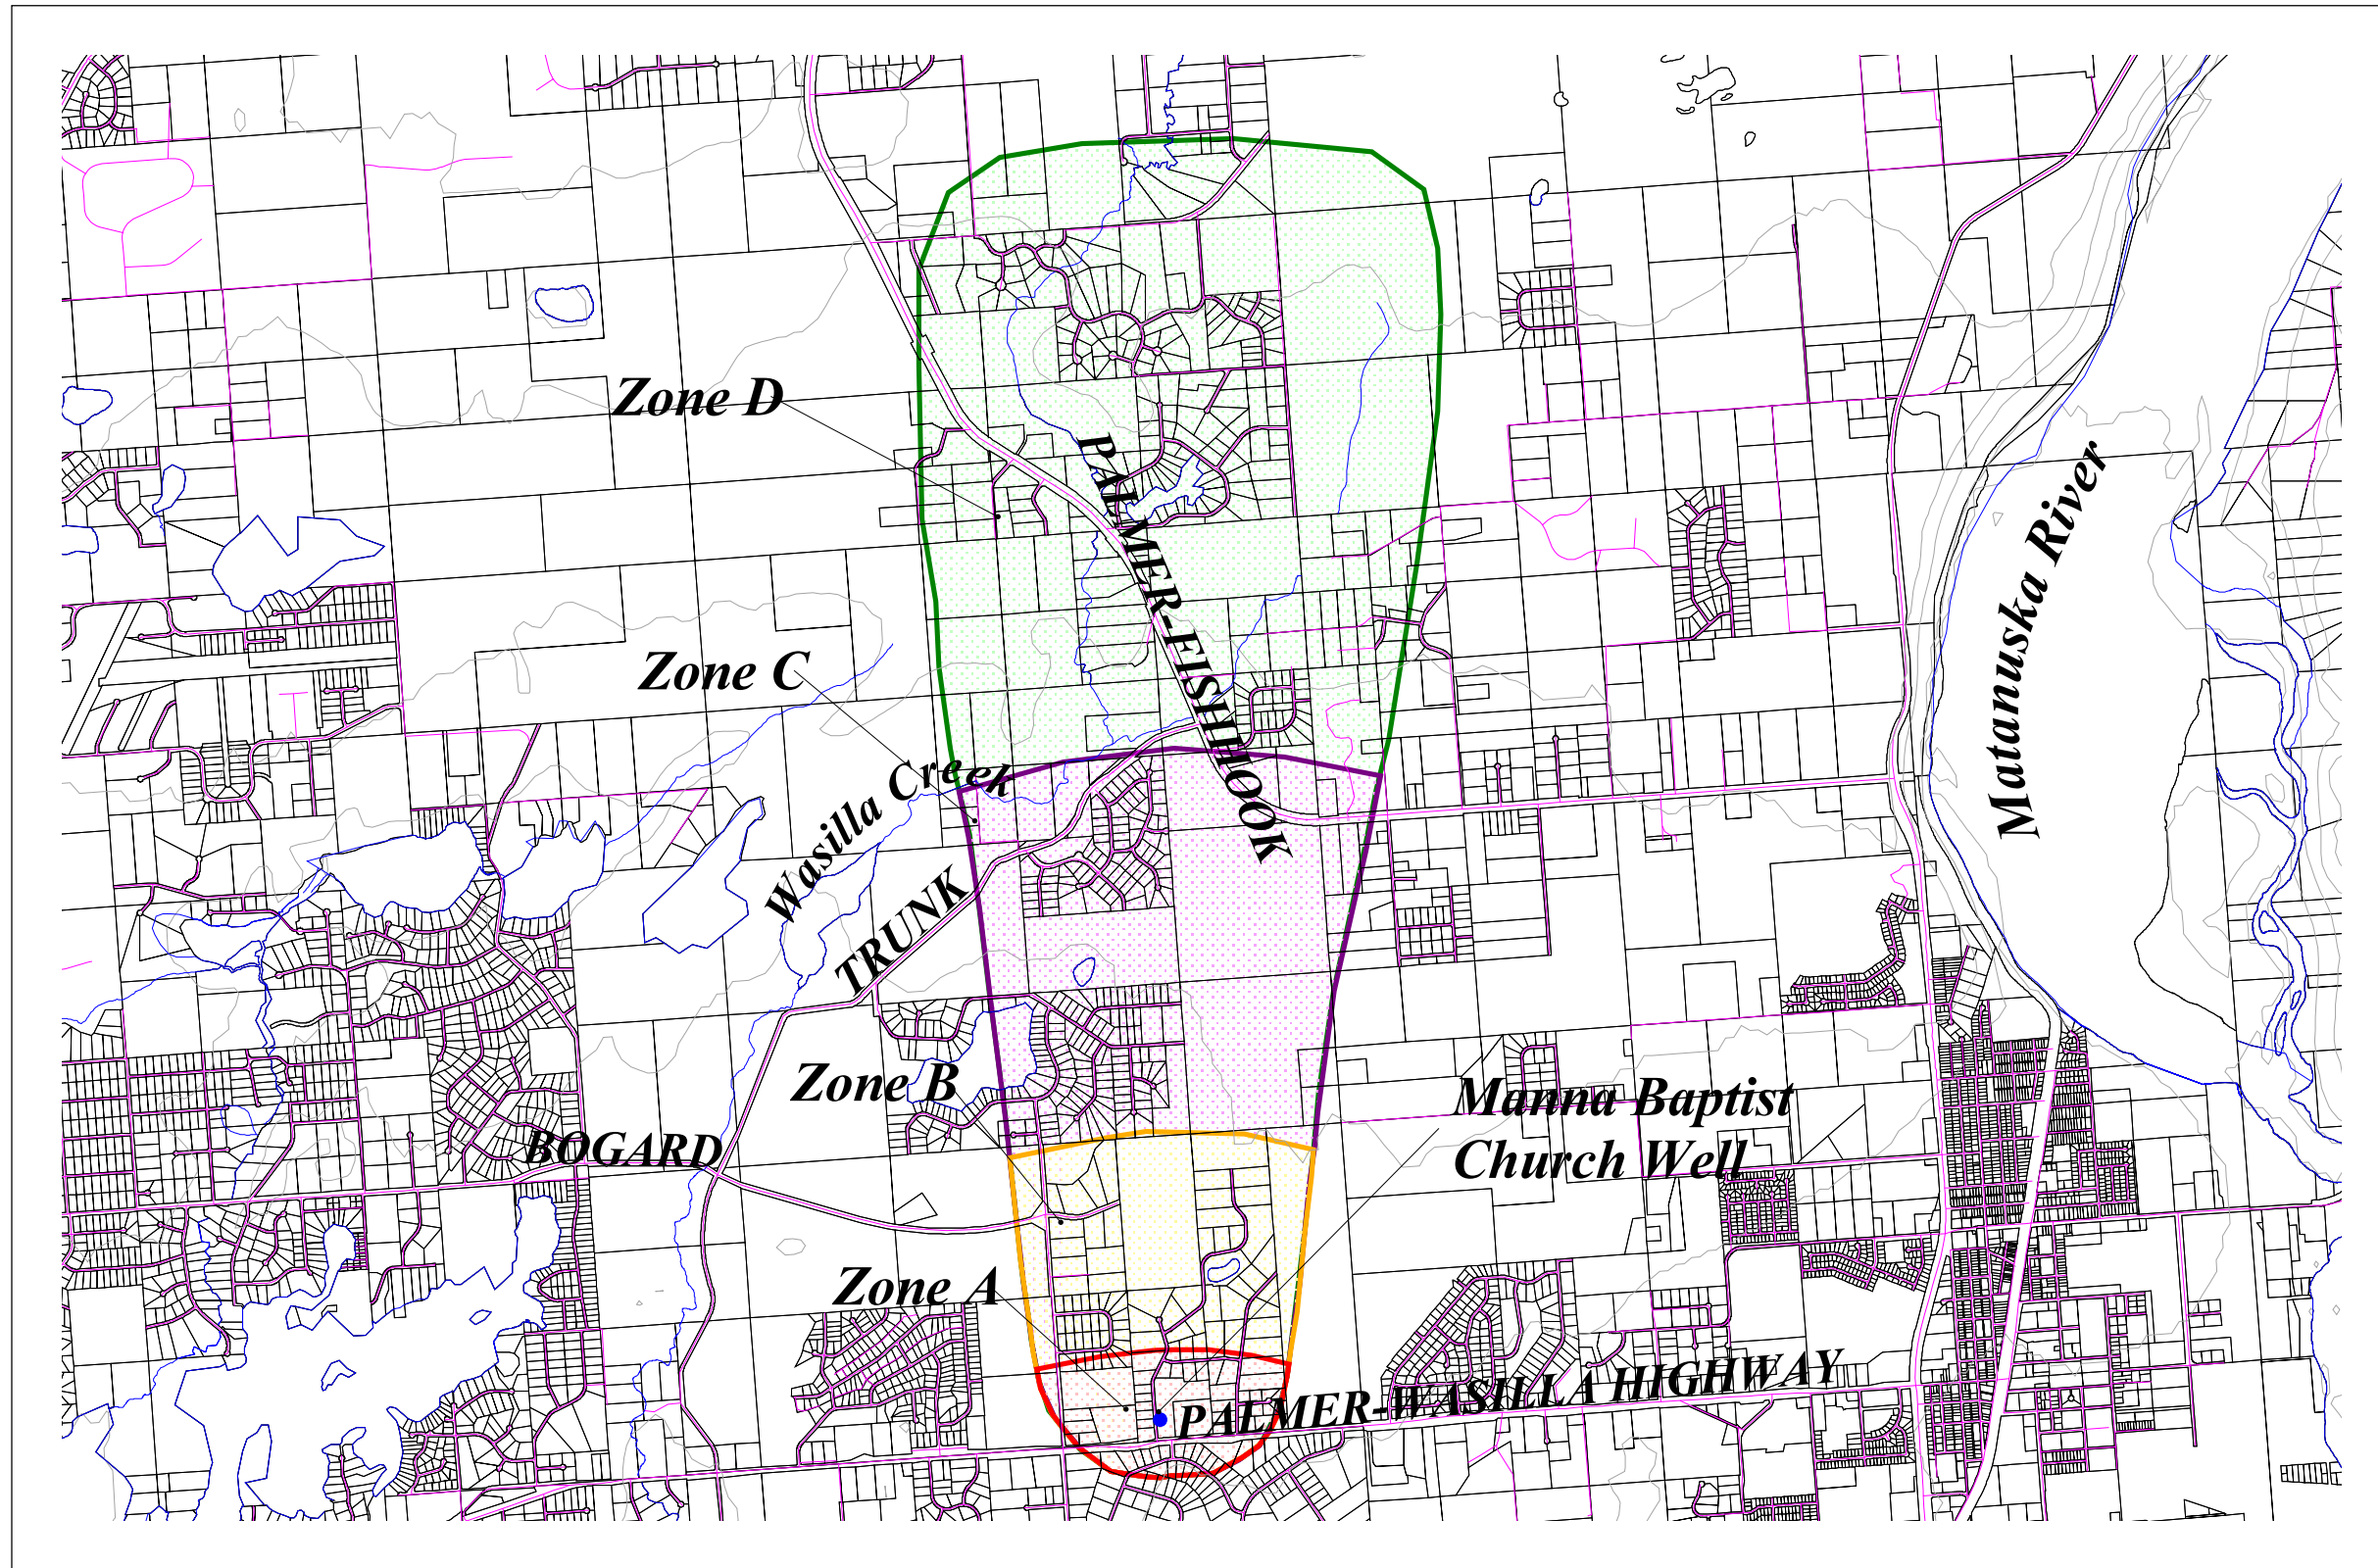 Zone D
PALMER-FISHHOOK
Matanuska River
Zone C
Wasilla Creek
TRUNK
Zone B
Manna Baptist
Church Well
BOGARD
Zone A
PALMER-WASILLA HIGHWAY